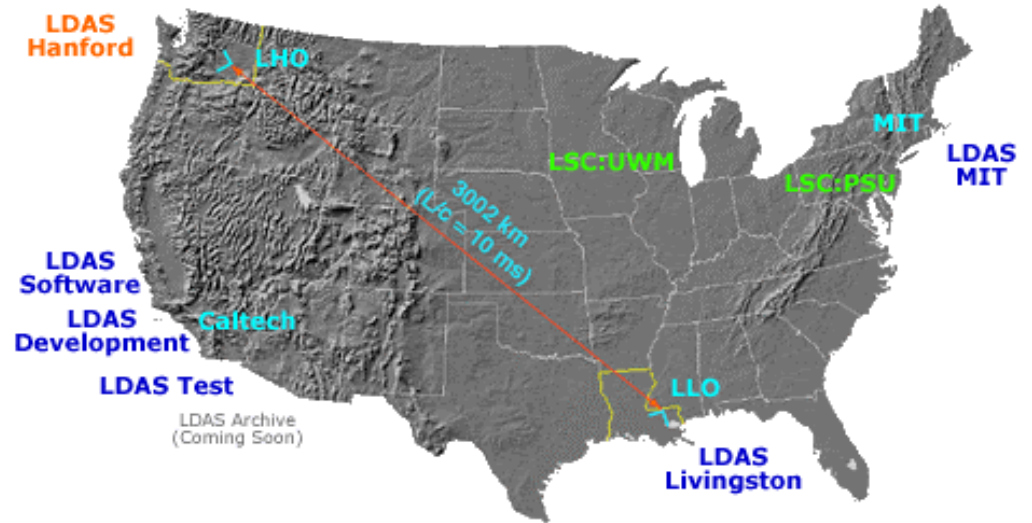 LDAS
Hanford
LHO
MIT
LDAS
MIT
LSC:UWM
LSC:PSU
3002 km
(L/c = 10 ms)
LDAS
Software
LDAS
Development
Caltech
LDAS Test
LLO
LDAS Archive
(Coming Soon)
LDAS
Livingston